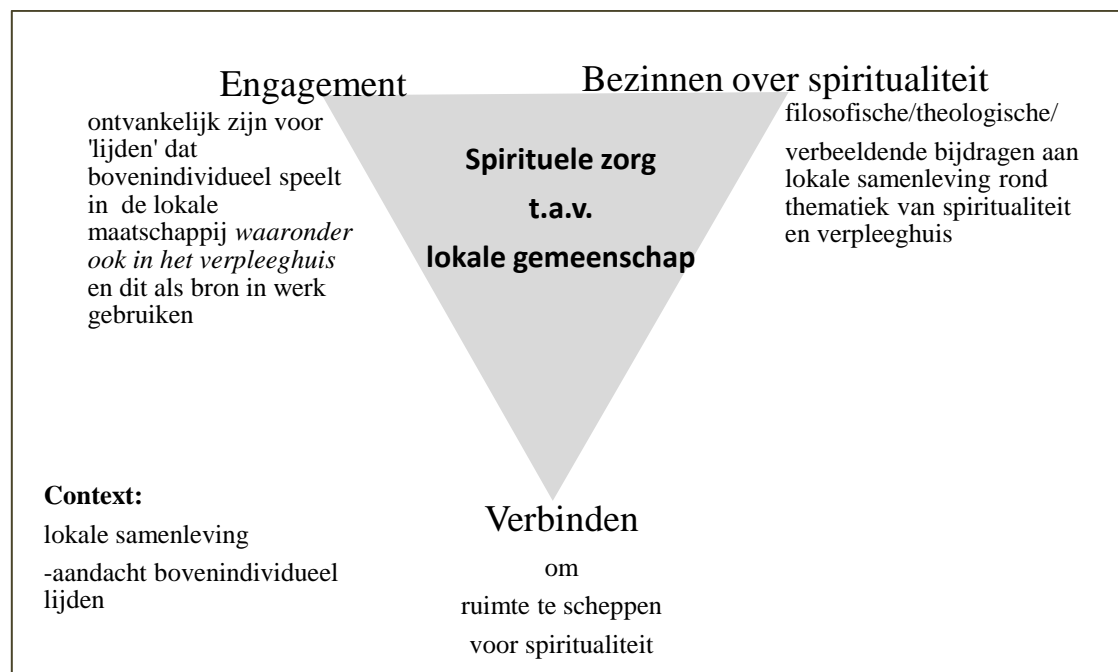 Engagement
ontvankelijk zijn voor
'lijden' dat
bovenindividueel speelt
in de lokale
maatschappij waaronder
ook in het verpleeghuis
en dit als bron in werk
gebruiken
Bezinnen over spiritualiteit
filosofische/theologische/
verbeeldende bijdragen aan
lokale samenleving rond
thematiek van spiritualiteit
en verpleeghuis
Spirituele zorg
t.a.v.
lokale gemeenschap
Context:
lokale samenleving
-aandacht bovenindividueel
lijden
Verbinden
om
ruimte te scheppen
voor spiritualiteit